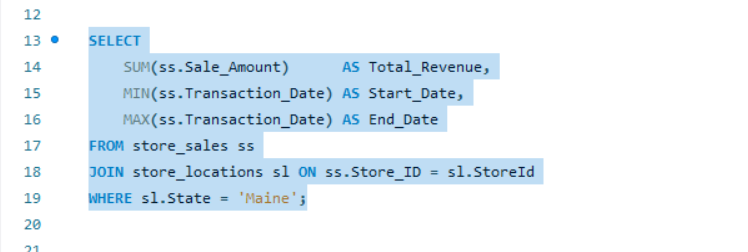 12
13 SELECT
14 SUM(ss.Sale_Amount) AS Total_Revenue,
15 MIN(ss.Transaction_Date) AS Start_Date,
16 MAX(ss.Transaction_Date) AS End_Date
17 FROM store_sales ss
18 JOIN store_locations sl ON ss.Store_ID = sl.StoreId
19 WHERE sl.State = 'Maine';
20
21